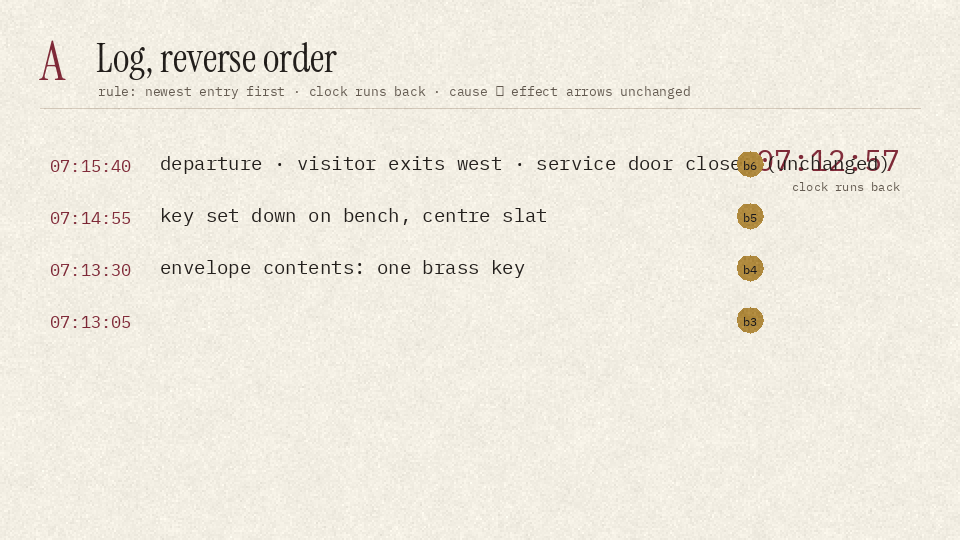 A Log, reverse order
rule: newest entry first · clock runs back · cause □ effect arrows unchanged
07:15:40 departure · visitor exits west · service door closes (unchanged) b6
07:12:57
clock runs back
07:14:55 key set down on bench, centre slat b5
07:13:30 envelope contents: one brass key b4
07:13:05 b3